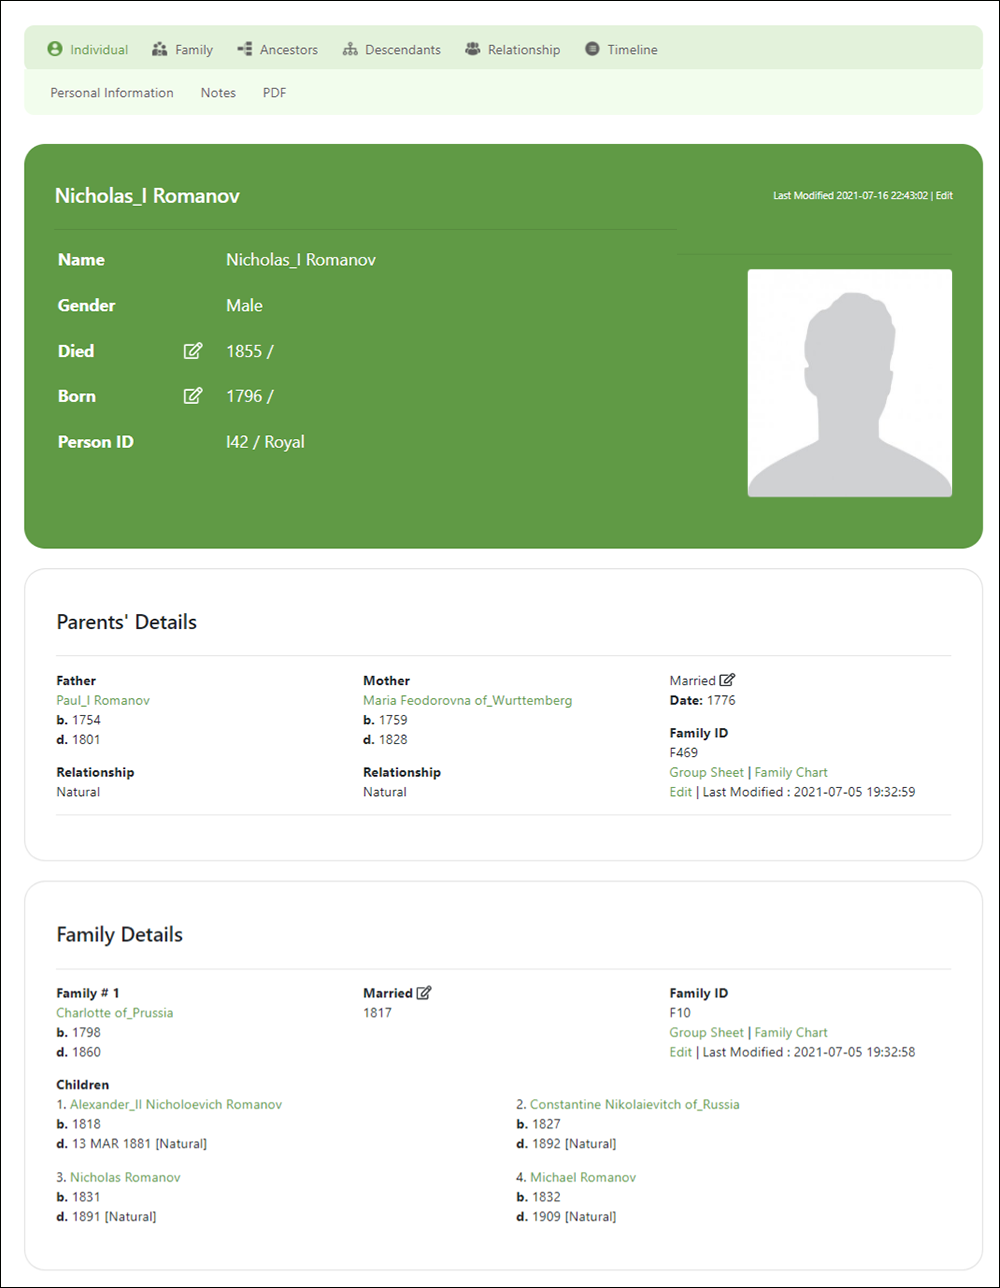 Individual Family Ancestors Descendants Relationship Timeline
Personal Information Notes PDF
Nicholas_I Romanov
Last Modified 2021-07-16 22:43:02 | Edit
Name Nicholas_I Romanov
Gender Male
Died 1855 /
Born 1796 /
Person ID I42 / Royal
Parents' Details
Father
Paul_I Romanov
b. 1754
d. 1801
Relationship
Natural
Mother
Maria Feodorovna of_Wurttemberg
b. 1759
d. 1828
Relationship
Natural
Married
Date: 1776
Family ID
F469
Group Sheet | Family Chart
Edit | Last Modified : 2021-07-05 19:32:59
Family Details
Family # 1
Charlotte of_Prussia
b. 1798
d. 1860
Married
1817
Family ID
F10
Group Sheet | Family Chart
Edit | Last Modified : 2021-07-05 19:32:58
Children
1. Alexander_II Nicholoevich Romanov
b. 1818
d. 13 MAR 1881 [Natural]
2. Constantine Nikolaievitch of_Russia
b. 1827
d. 1892 [Natural]
3. Nicholas Romanov
b. 1831
d. 1891 [Natural]
4. Michael Romanov
b. 1832
d. 1909 [Natural]